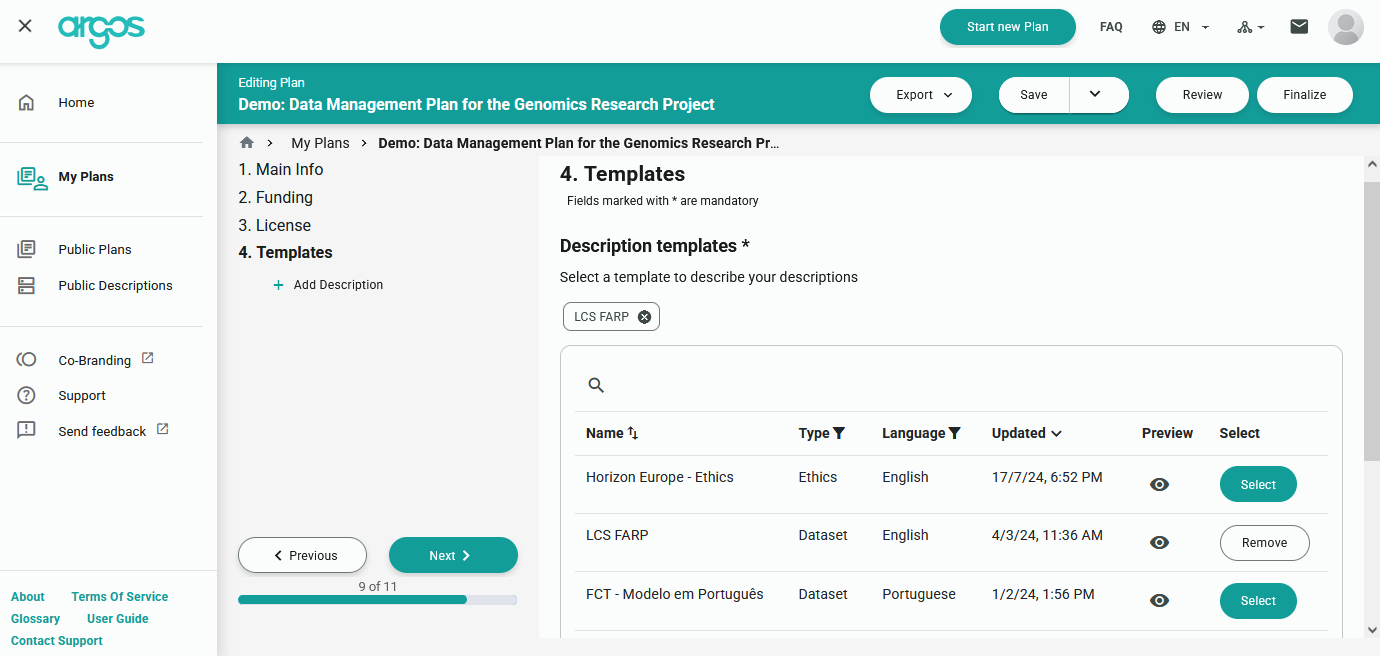 argos
Start new Plan
FAQ
EN
Home
My Plans
Public Plans
Public Descriptions
Co-Branding
Support
Send feedback
About Terms Of Service
Glossary User Guide
Contact Support
Editing Plan
Demo: Data Management Plan for the Genomics Research Project
Export
Save
Review
Finalize
My Plans
Demo: Data Management Plan for the Genomics Research Pr...
1. Main Info
2. Funding
3. License
4. Templates
+ Add Description
Previous
Next
9 of 11
4. Templates
Fields marked with * are mandatory
Description templates *
Select a template to describe your descriptions
LCS FARP
Name Type Language Updated Preview Select
Horizon Europe - Ethics Ethics English 17/7/24, 6:52 PM Select
LCS FARP Dataset English 4/3/24, 11:36 AM Remove
FCT - Modelo em Português Dataset Portuguese 1/2/24, 1:56 PM Select